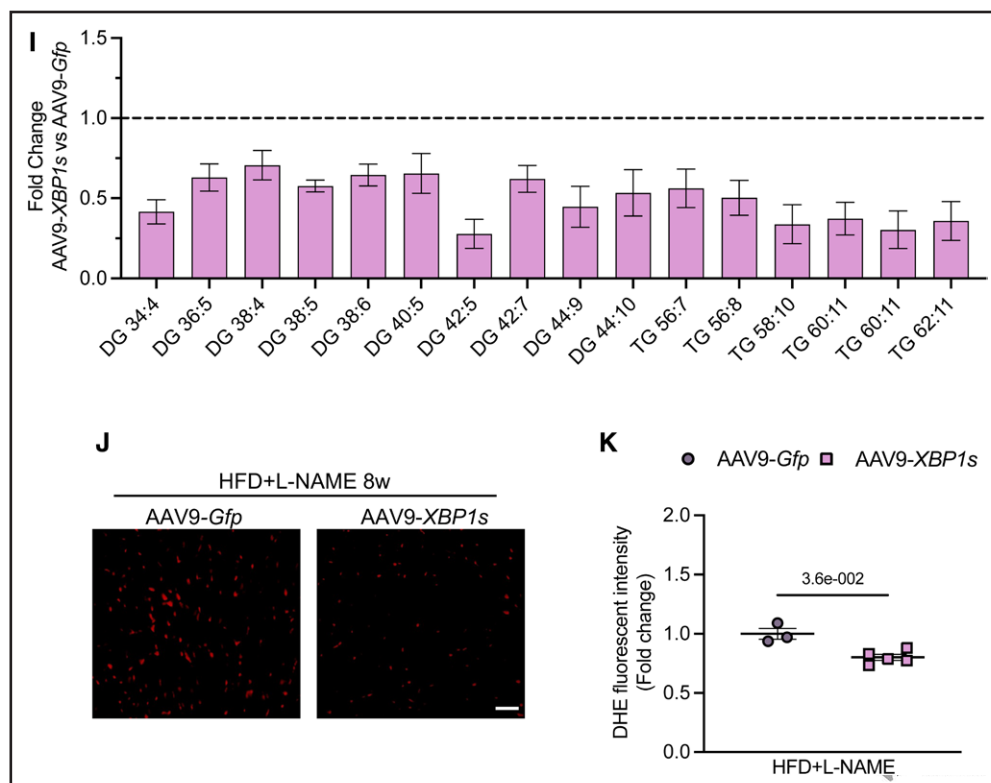 I
Fold Change
AAV9-XBP1s vs AAV9-Gfp
1.5
1.0
0.5
0.0
DG 34:4
DG 36:5
DG 38:4
DG 38:5
DG 38:6
DG 40:5
DG 42:5
DG 42:7
DG 44:9
DG 44:10
TG 56:7
TG 56:8
TG 58:10
TG 60:11
TG 60:11
TG 62:11
J
HFD+L-NAME 8w
AAV9-Gfp
AAV9-XBP1s
K
AAV9-Gfp
AAV9-XBP1s
DHE fluorescent intensity
(Fold change)
2.0
1.5
1.0
0.5
0.0
3.6e-002
HFD+L-NAME